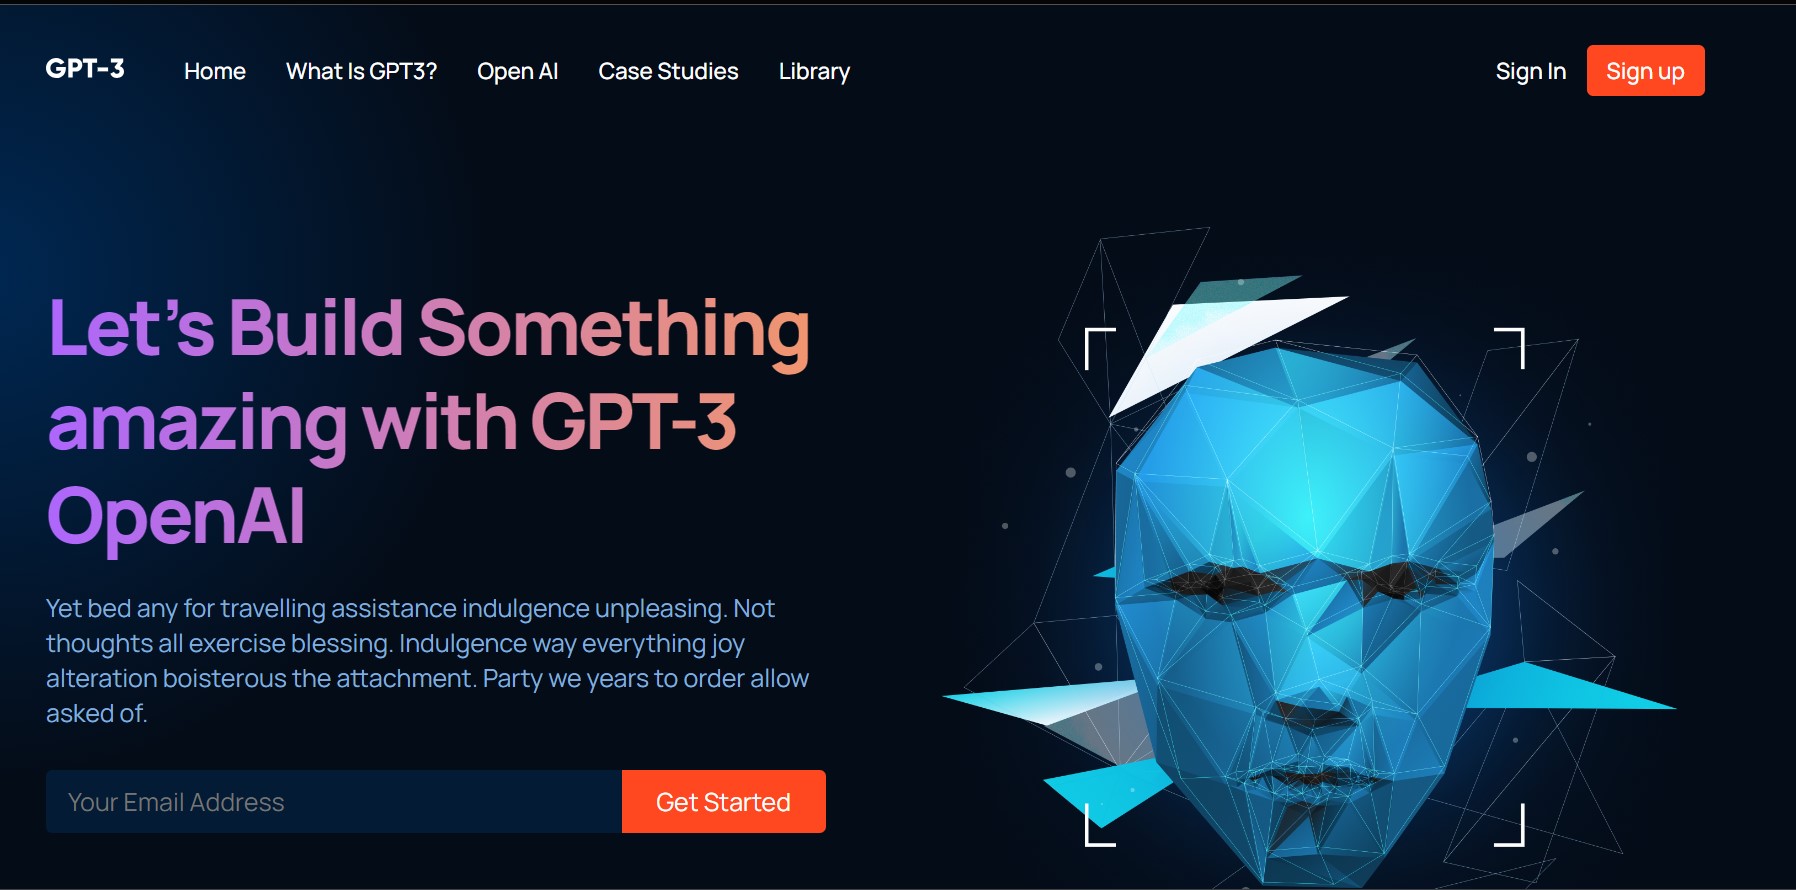 GPT-3 Home What Is GPT3? Open AI Case Studies Library Sign In Sign up
Let's Build Something
amazing with GPT-3
OpenAI
Yet bed any for travelling assistance indulgence unpleasing. Not
thoughts all exercise blessing. Indulgence way everything joy
alteration boisterous the attachment. Party we years to order allow
asked of.
Your Email Address Get Started